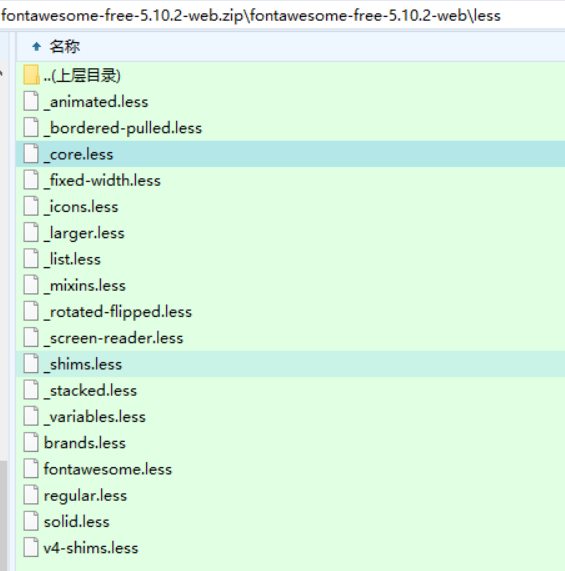 fontawesome-free-5.10.2-web.zip\fontawesome-free-5.10.2-web\less
名称
..(上层目录)
_animated.less
_bordered-pulled.less
_core.less
_fixed-width.less
_icons.less
_larger.less
_list.less
_mixins.less
_rotated-flipped.less
_screen-reader.less
_shims.less
_stacked.less
_variables.less
brands.less
fontawesome.less
regular.less
solid.less
v4-shims.less